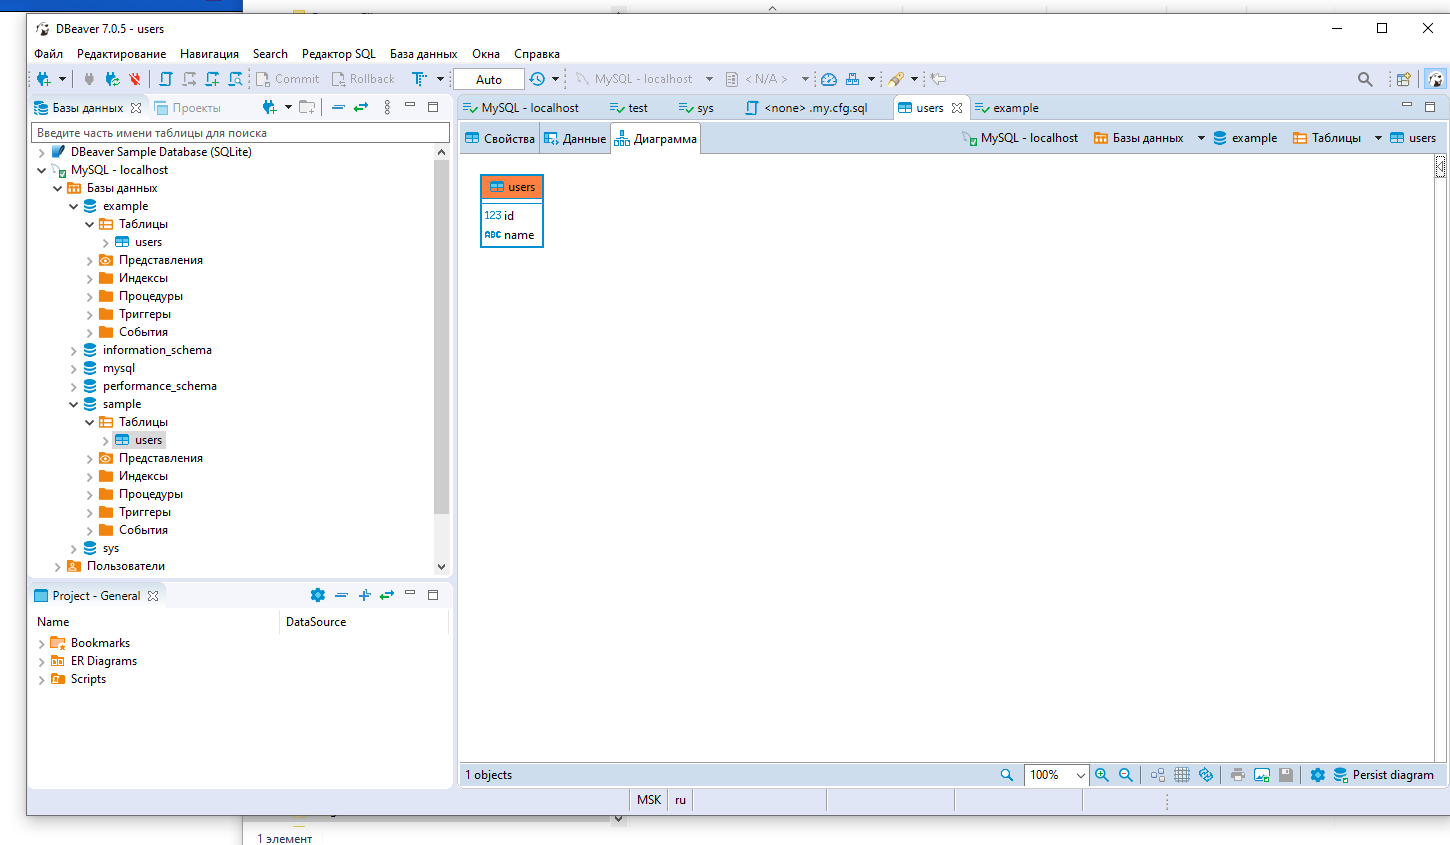 DBeaver 7.0.5 - users
Файл Редактирование Навигация Search Редактор SQL База данных Окна Справка
Commit Rollback Auto MySQL - localhost < N/A >
Базы данных Проекты
Введите часть имени таблицы для поиска
DBeaver Sample Database (SQLite)
MySQL - localhost
Базы данных
example
Таблицы
users
Представления
Индексы
Процедуры
Триггеры
События
information_schema
mysql
performance_schema
sample
Таблицы
users
Представления
Индексы
Процедуры
Триггеры
События
sys
Пользователи
Project - General
Name DataSource
Bookmarks
ER Diagrams
Scripts
MySQL - localhost test sys <none> .my.cfg.sql users example
Свойства Данные Диаграмма MySQL - localhost Базы данных example Таблицы users
users
123 id
ABC name
1 objects 100% Persist diagram
MSK ru
1 элемент